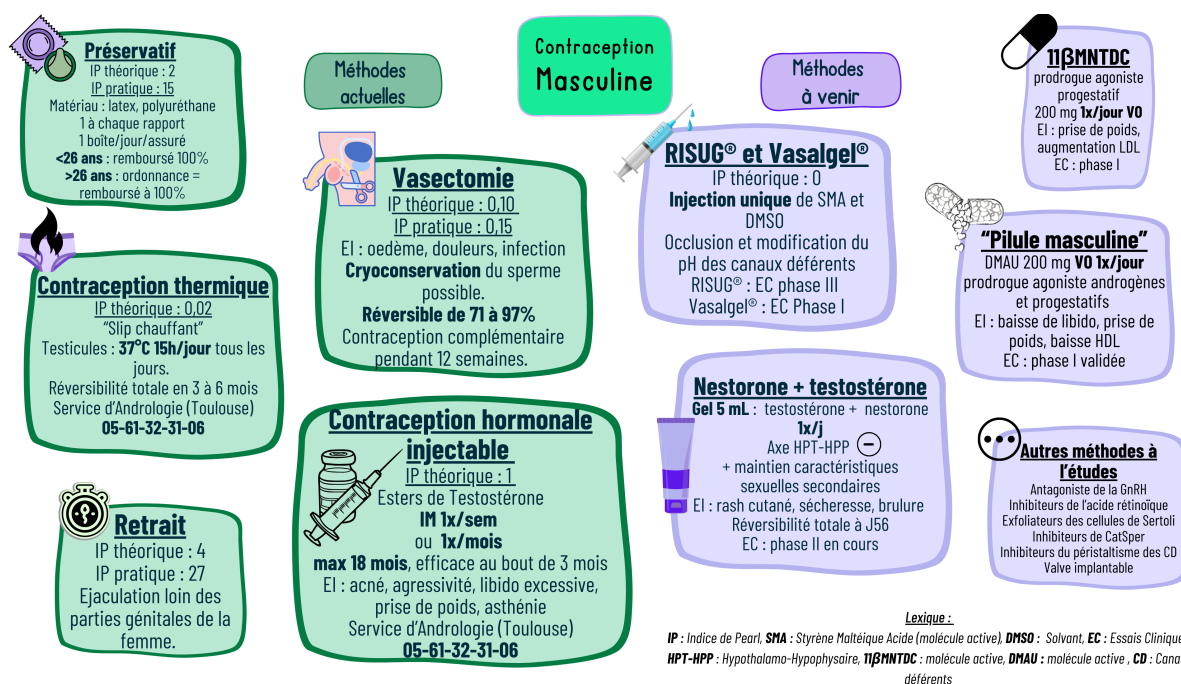 Contraception
Masculine
Méthodes
actuelles
Préservatif
IP théorique : 2
IP pratique : 15
Matériau : latex, polyuréthane
1 à chaque rapport
1 boîte/jour/assuré
<26 ans : remboursé 100%
>26 ans : ordonnance =
remboursé à 100%
Contraception thermique
IP théorique : 0,02
“Slip chauffant”
Testicules : 37°C 15h/jour tous les
jours.
Réversibilité totale en 3 à 6 mois
Service d’Andrologie (Toulouse)
05-61-32-31-06
Retrait
IP théorique : 4
IP pratique : 27
Ejaculation loin des
parties génitales de la
femme.
Vasectomie
IP théorique : 0,10
IP pratique : 0,15
EI : oedème, douleurs, infection
Cryoconservation du sperme
possible.
Réversible de 71 à 97%
Contraception complémentaire
pendant 12 semaines.
Contraception hormonale
injectable
IP théorique : 1
Esters de Testostérone
IM 1x/sem
ou 1x/mois
max 18 mois, efficace au bout de 3 mois
EI : acné, agressivité, libido excessive,
prise de poids, asthénie
Service d’Andrologie (Toulouse)
05-61-32-31-06
Méthodes
à venir
RISUG® et Vasalgel®
IP théorique : 0
Injection unique de SMA et
DMSO
Occlusion et modification du
pH des canaux déférents
RISUG® : EC phase III
Vasalgel® : EC Phase I
Nestorone + testostérone
Gel 5 mL : testostérone + nestorone
1x/j
Axe HPT-HPP −
+ maintien caractéristiques
sexuelles secondaires
EI : rash cutané, sécheresse, brulure
Réversibilité totale à J56
EC : phase II en cours
11βMNTDC
prodrogue agoniste
progestatif
200 mg 1x/jour VO
EI : prise de poids,
augmentation LDL
EC : phase I
“Pilule masculine”
DMAU 200 mg VO 1x/jour
prodrogue agoniste androgènes
et progestatifs
EI : baisse de libido, prise de
poids, baisse HDL
EC : phase I validée
Autres méthodes à
l’études
Antagoniste de la GnRH
Inhibiteurs de l’acide rétinoïque
Exfoliateurs des cellules de Sertoli
Inhibiteurs de CatSper
Inhibiteurs du péristaltisme des CD
Valve implantable
Lexique :
IP : Indice de Pearl, SMA : Styrène Maltéique Acide (molécule active), DMSO : Solvant, EC : Essais Clinique
HPT-HPP : Hypothalamo-Hypophysaire, 11βMNTDC : molécule active, DMAU : molécule active , CD : Cana
déférents